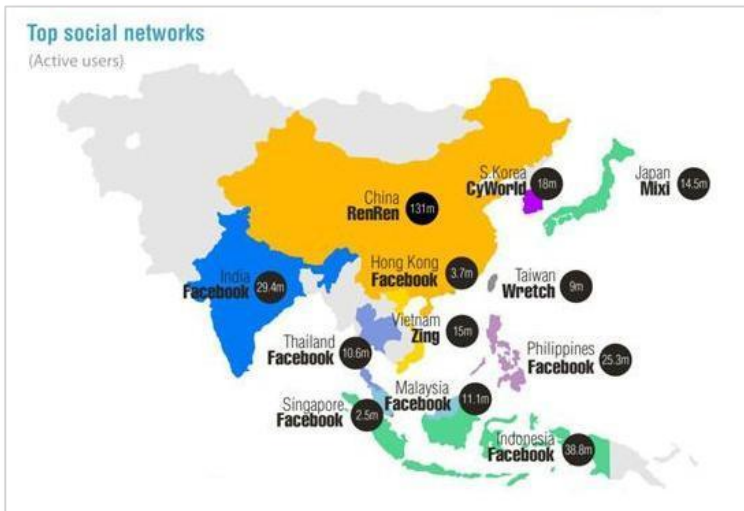 Top social networks
(Active users)
S.Korea
CyWorld
18m
Japan
Mixi
14.5m
China
RenRen
131m
Hong Kong
Facebook
3.7m
India
Facebook
29.4m
Taiwan
Wretch
9m
Vietnam
Zing
15m
Thailand
Facebook
10.6m
Philippines
Facebook
25.3m
Malaysia
Facebook
11.1m
Singapore
Facebook
2.5m
Indonesia
Facebook
38.8m